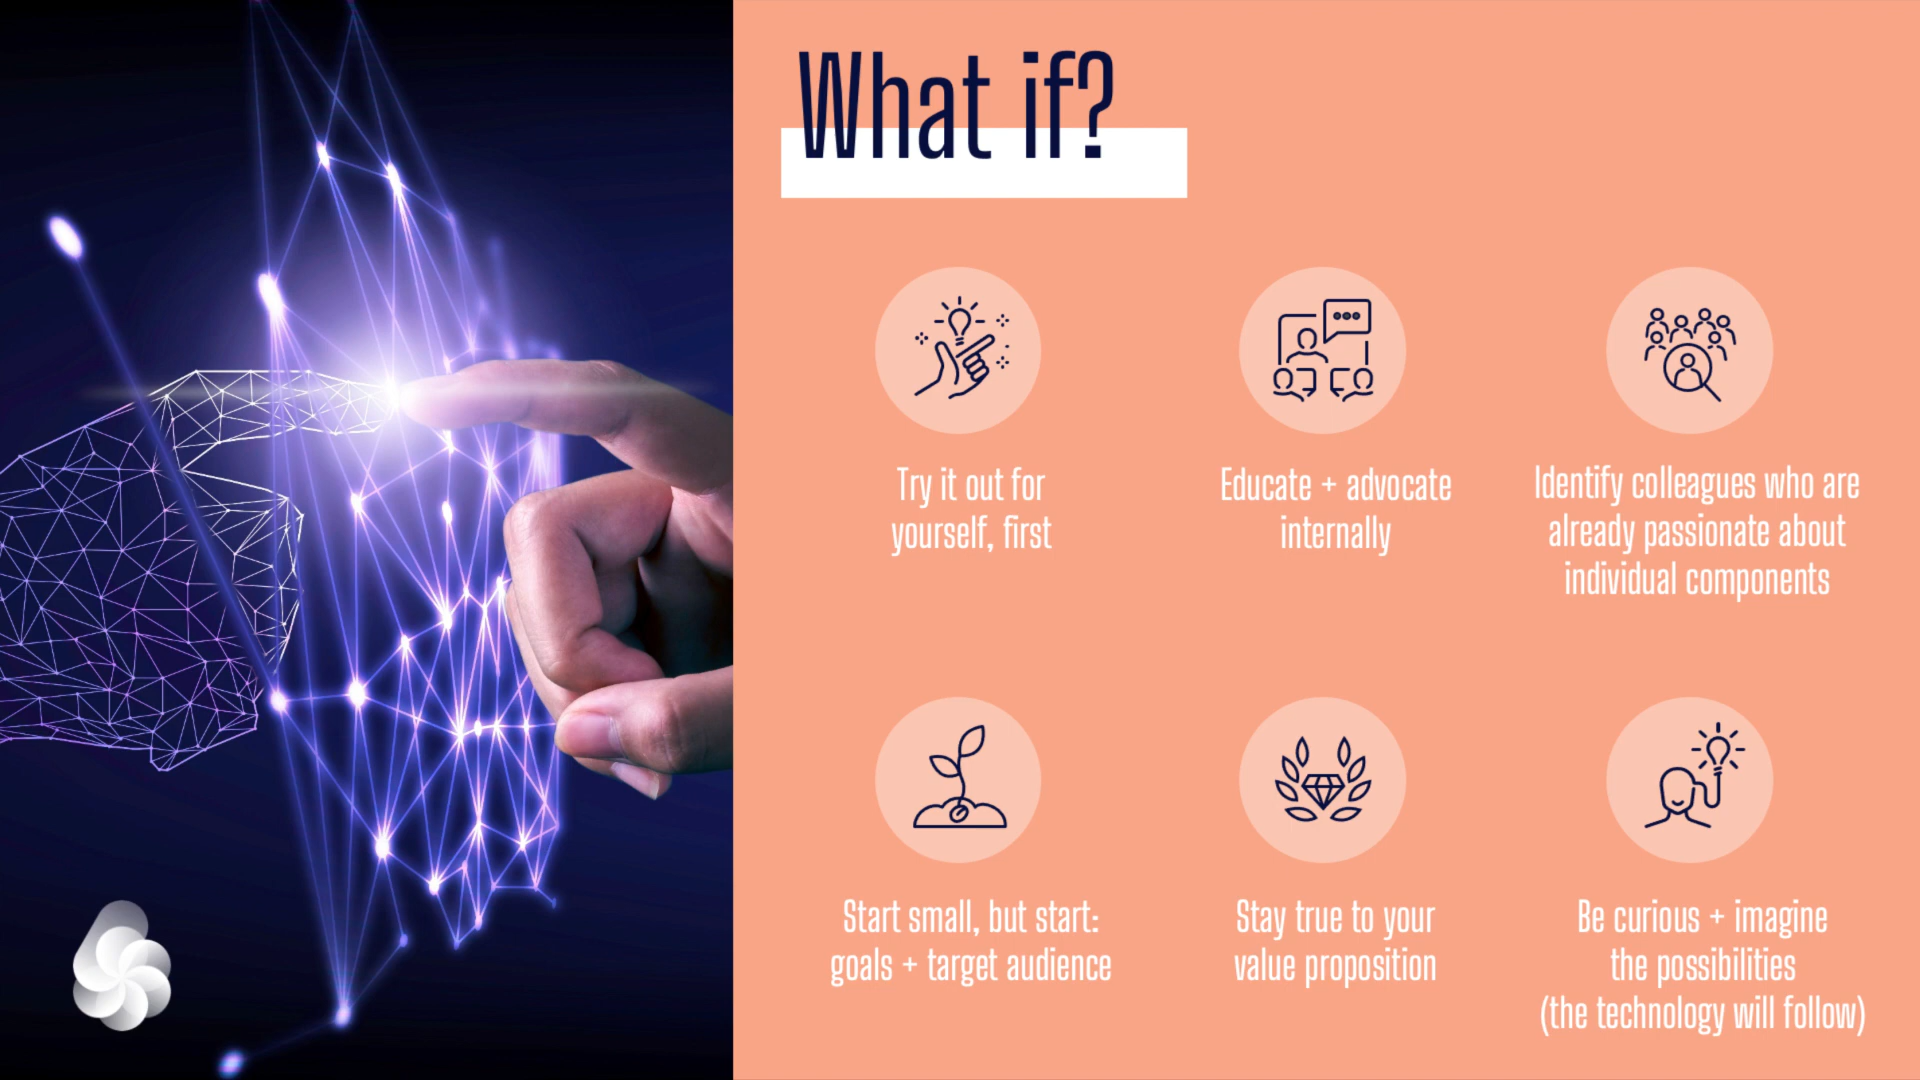 What if?
Try it out for
yourself, first
Educate + advocate
internally
Identify colleagues who are
already passionate about
individual components
Start small, but start:
goals + target audience
Stay true to your
value proposition
Be curious + imagine
the possibilities
(the technology will follow)